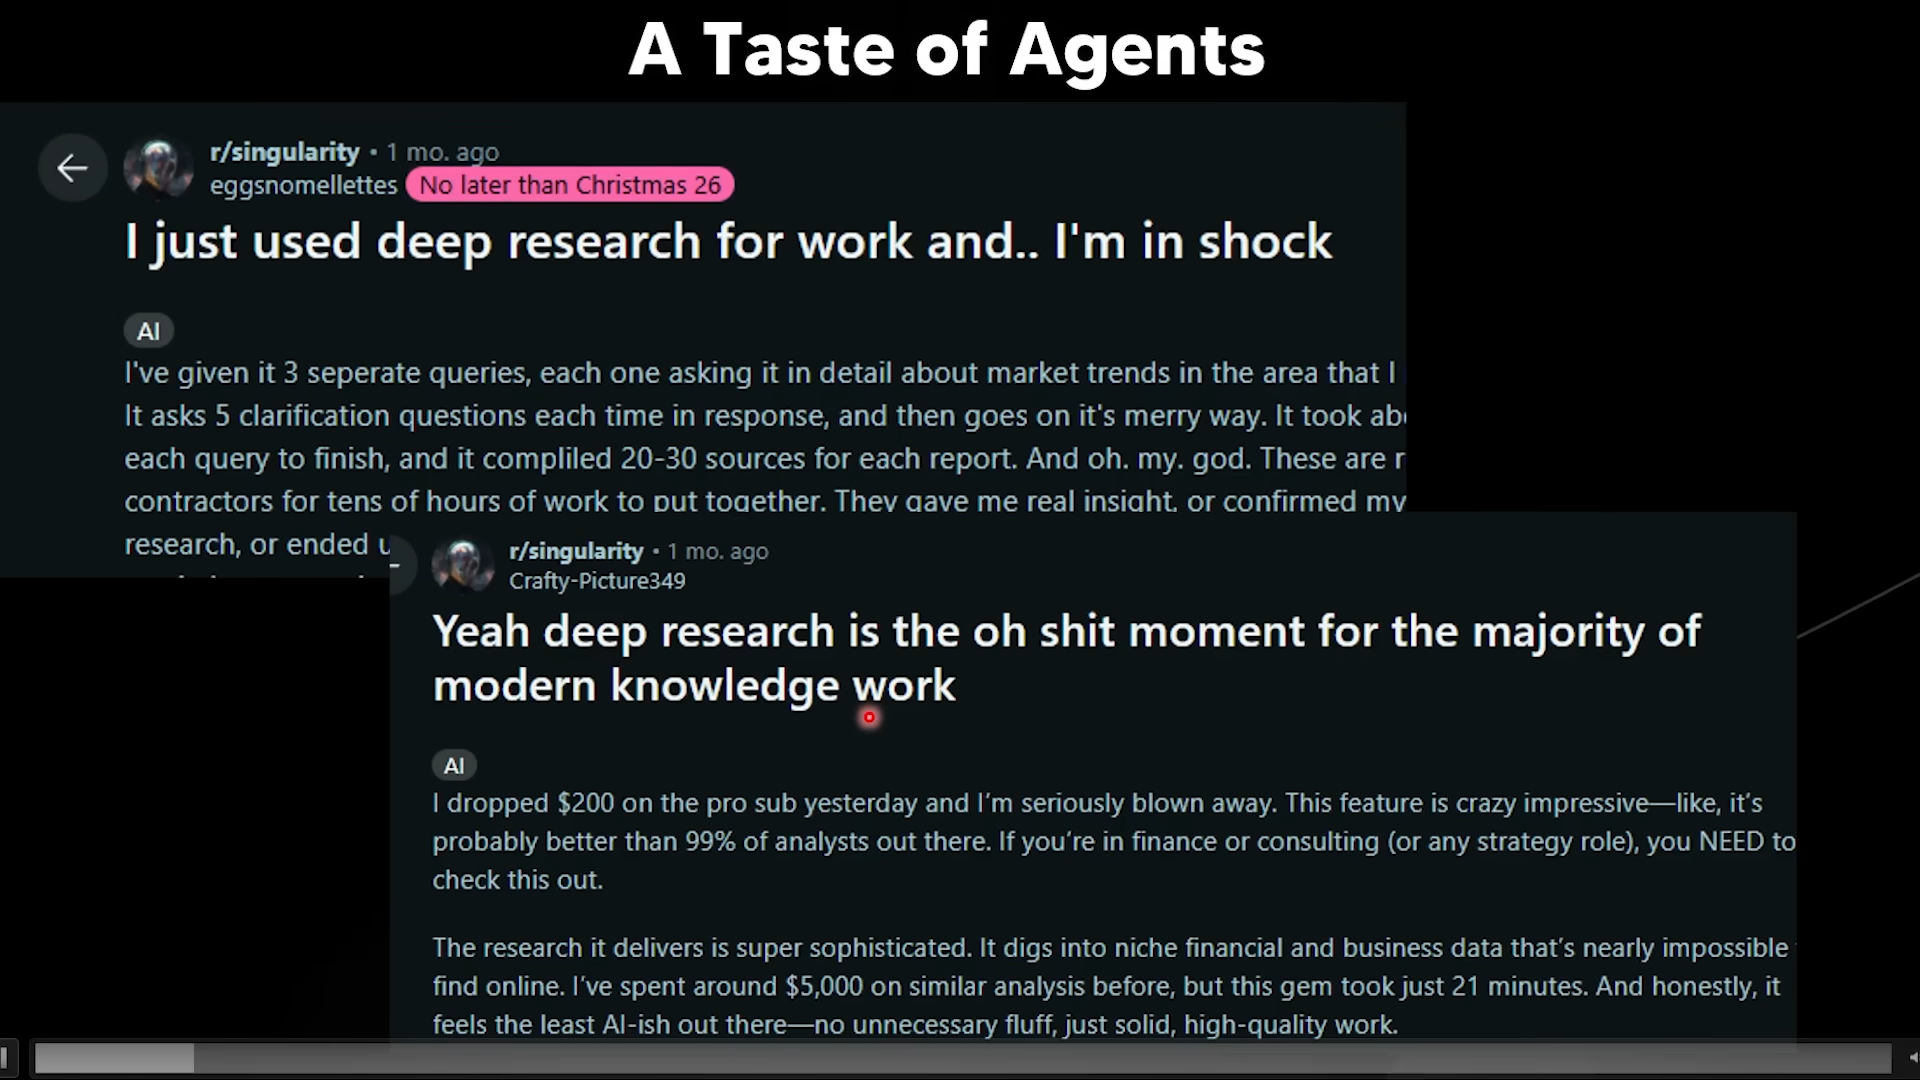 A Taste of Agents
r/singularity • 1 mo. ago
eggsnomellettes No later than Christmas 26
I just used deep research for work and.. I'm in shock
AI
I've given it 3 seperate queries, each one asking it in detail about market trends in the area that I
It asks 5 clarification questions each time in response, and then goes on it's merry way. It took
each query to finish, and it compliled 20-30 sources for each report. And oh. my. god. These are
contractors for tens of hours of work to put together. They gave me real insight, or confirmed my
research, or ended
r/singularity • 1 mo. ago
Crafty-Picture349
Yeah deep research is the oh shit moment for the majority of
modern knowledge work
AI
I dropped $200 on the pro sub yesterday and I’m seriously blown away. This feature is crazy impressive—like, it’s
probably better than 99% of analysts out there. If you’re in finance or consulting (or any strategy role), you NEED to
check this out.
The research it delivers is super sophisticated. It digs into niche financial and business data that’s nearly impossible
find online. I’ve spent around $5,000 on similar analysis before, but this gem took just 21 minutes. And honestly, it
feels the least AI-ish out there—no unnecessary fluff, just solid, high-quality work.